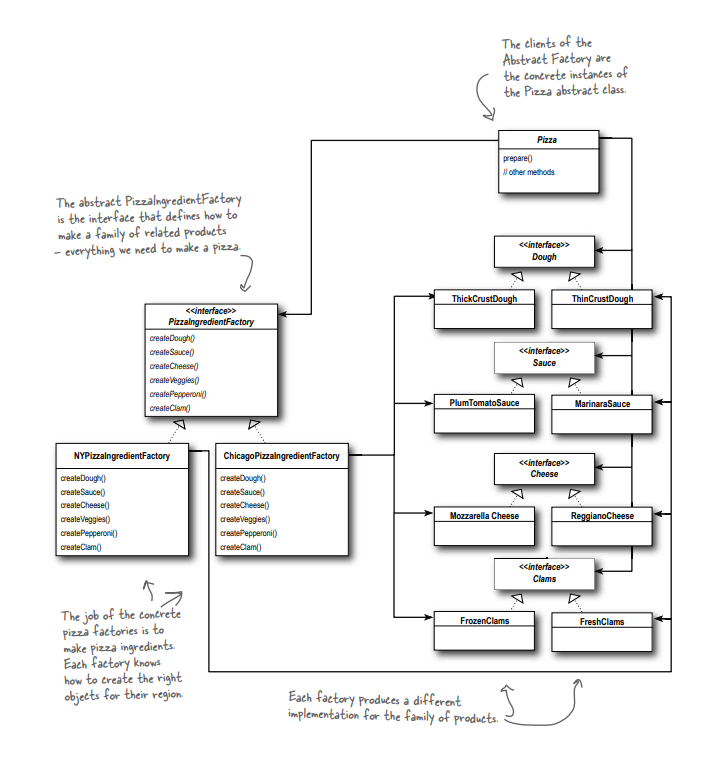 The clients of the
Abstract Factory are
the concrete instances of
the Pizza abstract class.
Pizza
prepare()
// other methods
The abstract PizzaIngredientFactory
is the interface that defines how to
make a family of related products
– everything we need to make a pizza.
<<interface>>
Dough
ThickCrustDough
ThinCrustDough
<<interface>>
PizzaIngredientFactory
createDough()
createSauce()
createCheese()
createVeggies()
createPepperoni()
createClam()
<<interface>>
Sauce
PlumTomatoSauce
MarinaraSauce
NYPizzaIngredientFactory
createDough()
createSauce()
createCheese()
createVeggies()
createPepperoni()
createClam()
ChicagoPizzaIngredientFactory
createDough()
createSauce()
createCheese()
createVeggies()
createPepperoni()
createClam()
<<interface>>
Cheese
Mozzarella Cheese
ReggianoCheese
<<interface>>
Clams
FrozenClams
FreshClams
The job of the concrete
pizza factories is to
make pizza ingredients.
Each factory knows
how to create the right
objects for their region.
Each factory produces a different
implementation for the family of products.